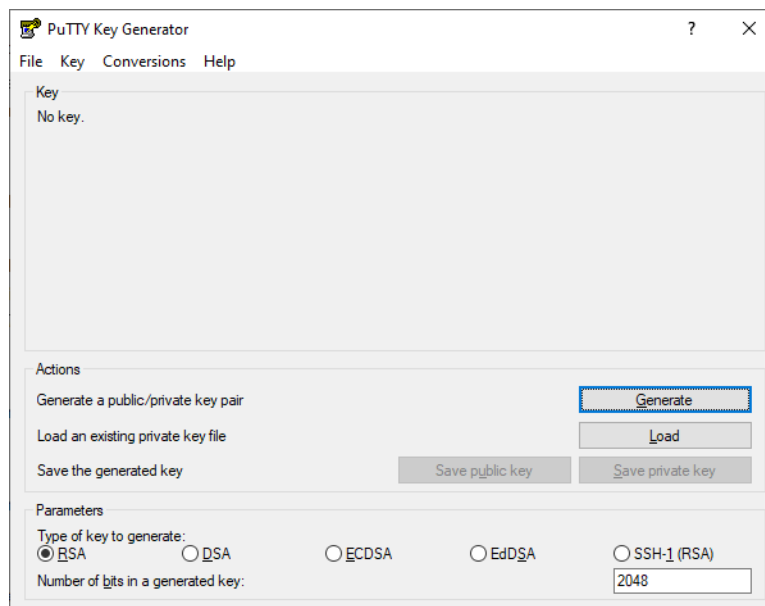 PuTTY Key Generator ?
File Key Conversions Help
Key
No key.
Actions
Generate a public/private key pair Generate
Load an existing private key file Load
Save the generated key Save public key Save private key
Parameters
Type of key to generate:
RSA DSA ECDSA EdDSA SSH-1 (RSA)
Number of bits in a generated key: 2048